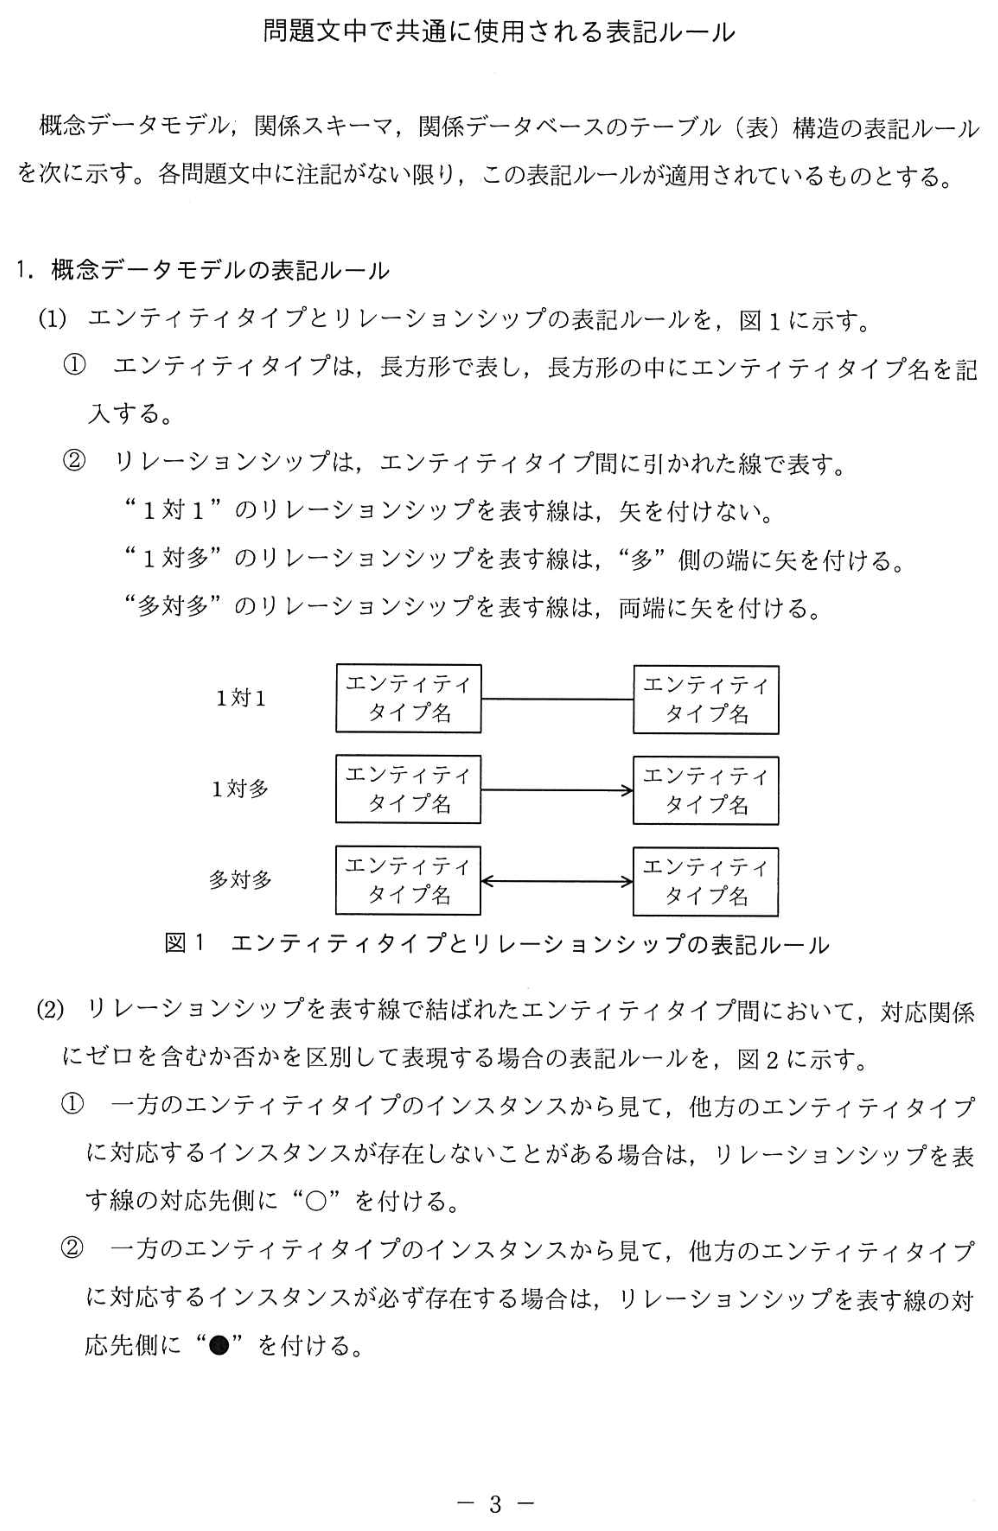 問題文中で共通に使用される表記ルール
概念データモデル，関係スキーマ，関係データベースのテーブル（表）構造の表記ルール
を次に示す。各問題文中に注記がない限り，この表記ルールが適用されているものとする。
1．概念データモデルの表記ルール
(1) エンティティタイプとリレーションシップの表記ルールを，図1に示す。
① エンティティタイプは，長方形で表し，長方形の中にエンティティタイプ名を記
入する。
② リレーションシップは，エンティティタイプ間に引かれた線で表す。
“1対1”のリレーションシップを表す線は，矢を付けない。
“1対多”のリレーションシップを表す線は，“多”側の端に矢を付ける。
“多対多”のリレーションシップを表す線は，両端に矢を付ける。
1対1
エンティティ
タイプ名
エンティティ
タイプ名
1対多
エンティティ
タイプ名
エンティティ
タイプ名
多対多
エンティティ
タイプ名
エンティティ
タイプ名
図1 エンティティタイプとリレーションシップの表記ルール
(2) リレーションシップを表す線で結ばれたエンティティタイプ間において，対応関係
にゼロを含むか否かを区別して表現する場合の表記ルールを，図2に示す。
① 一方のエンティティタイプのインスタンスから見て，他方のエンティティタイプ
に対応するインスタンスが存在しないことがある場合は，リレーションシップを表
す線の対応先側に“○”を付ける。
② 一方のエンティティタイプのインスタンスから見て，他方のエンティティタイプ
に対応するインスタンスが必ず存在する場合は，リレーションシップを表す線の対
応先側に“●”を付ける。
－ 3 －